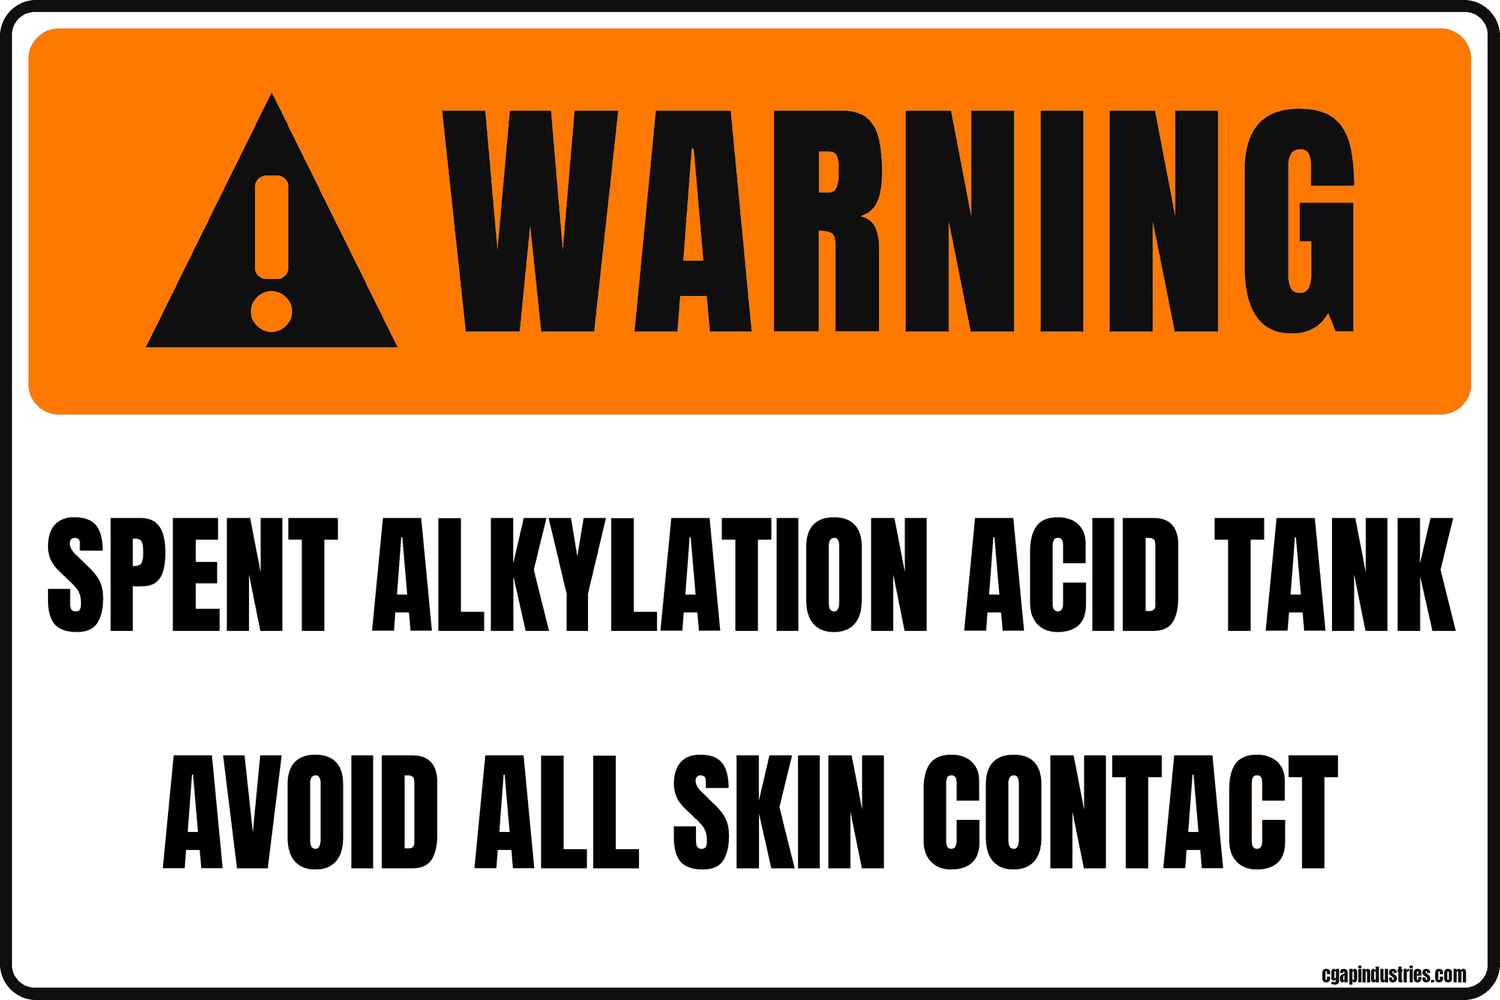 WARNING
SPENT ALKYLATION ACID TANK
AVOID ALL SKIN CONTACT
cgapindustries.com